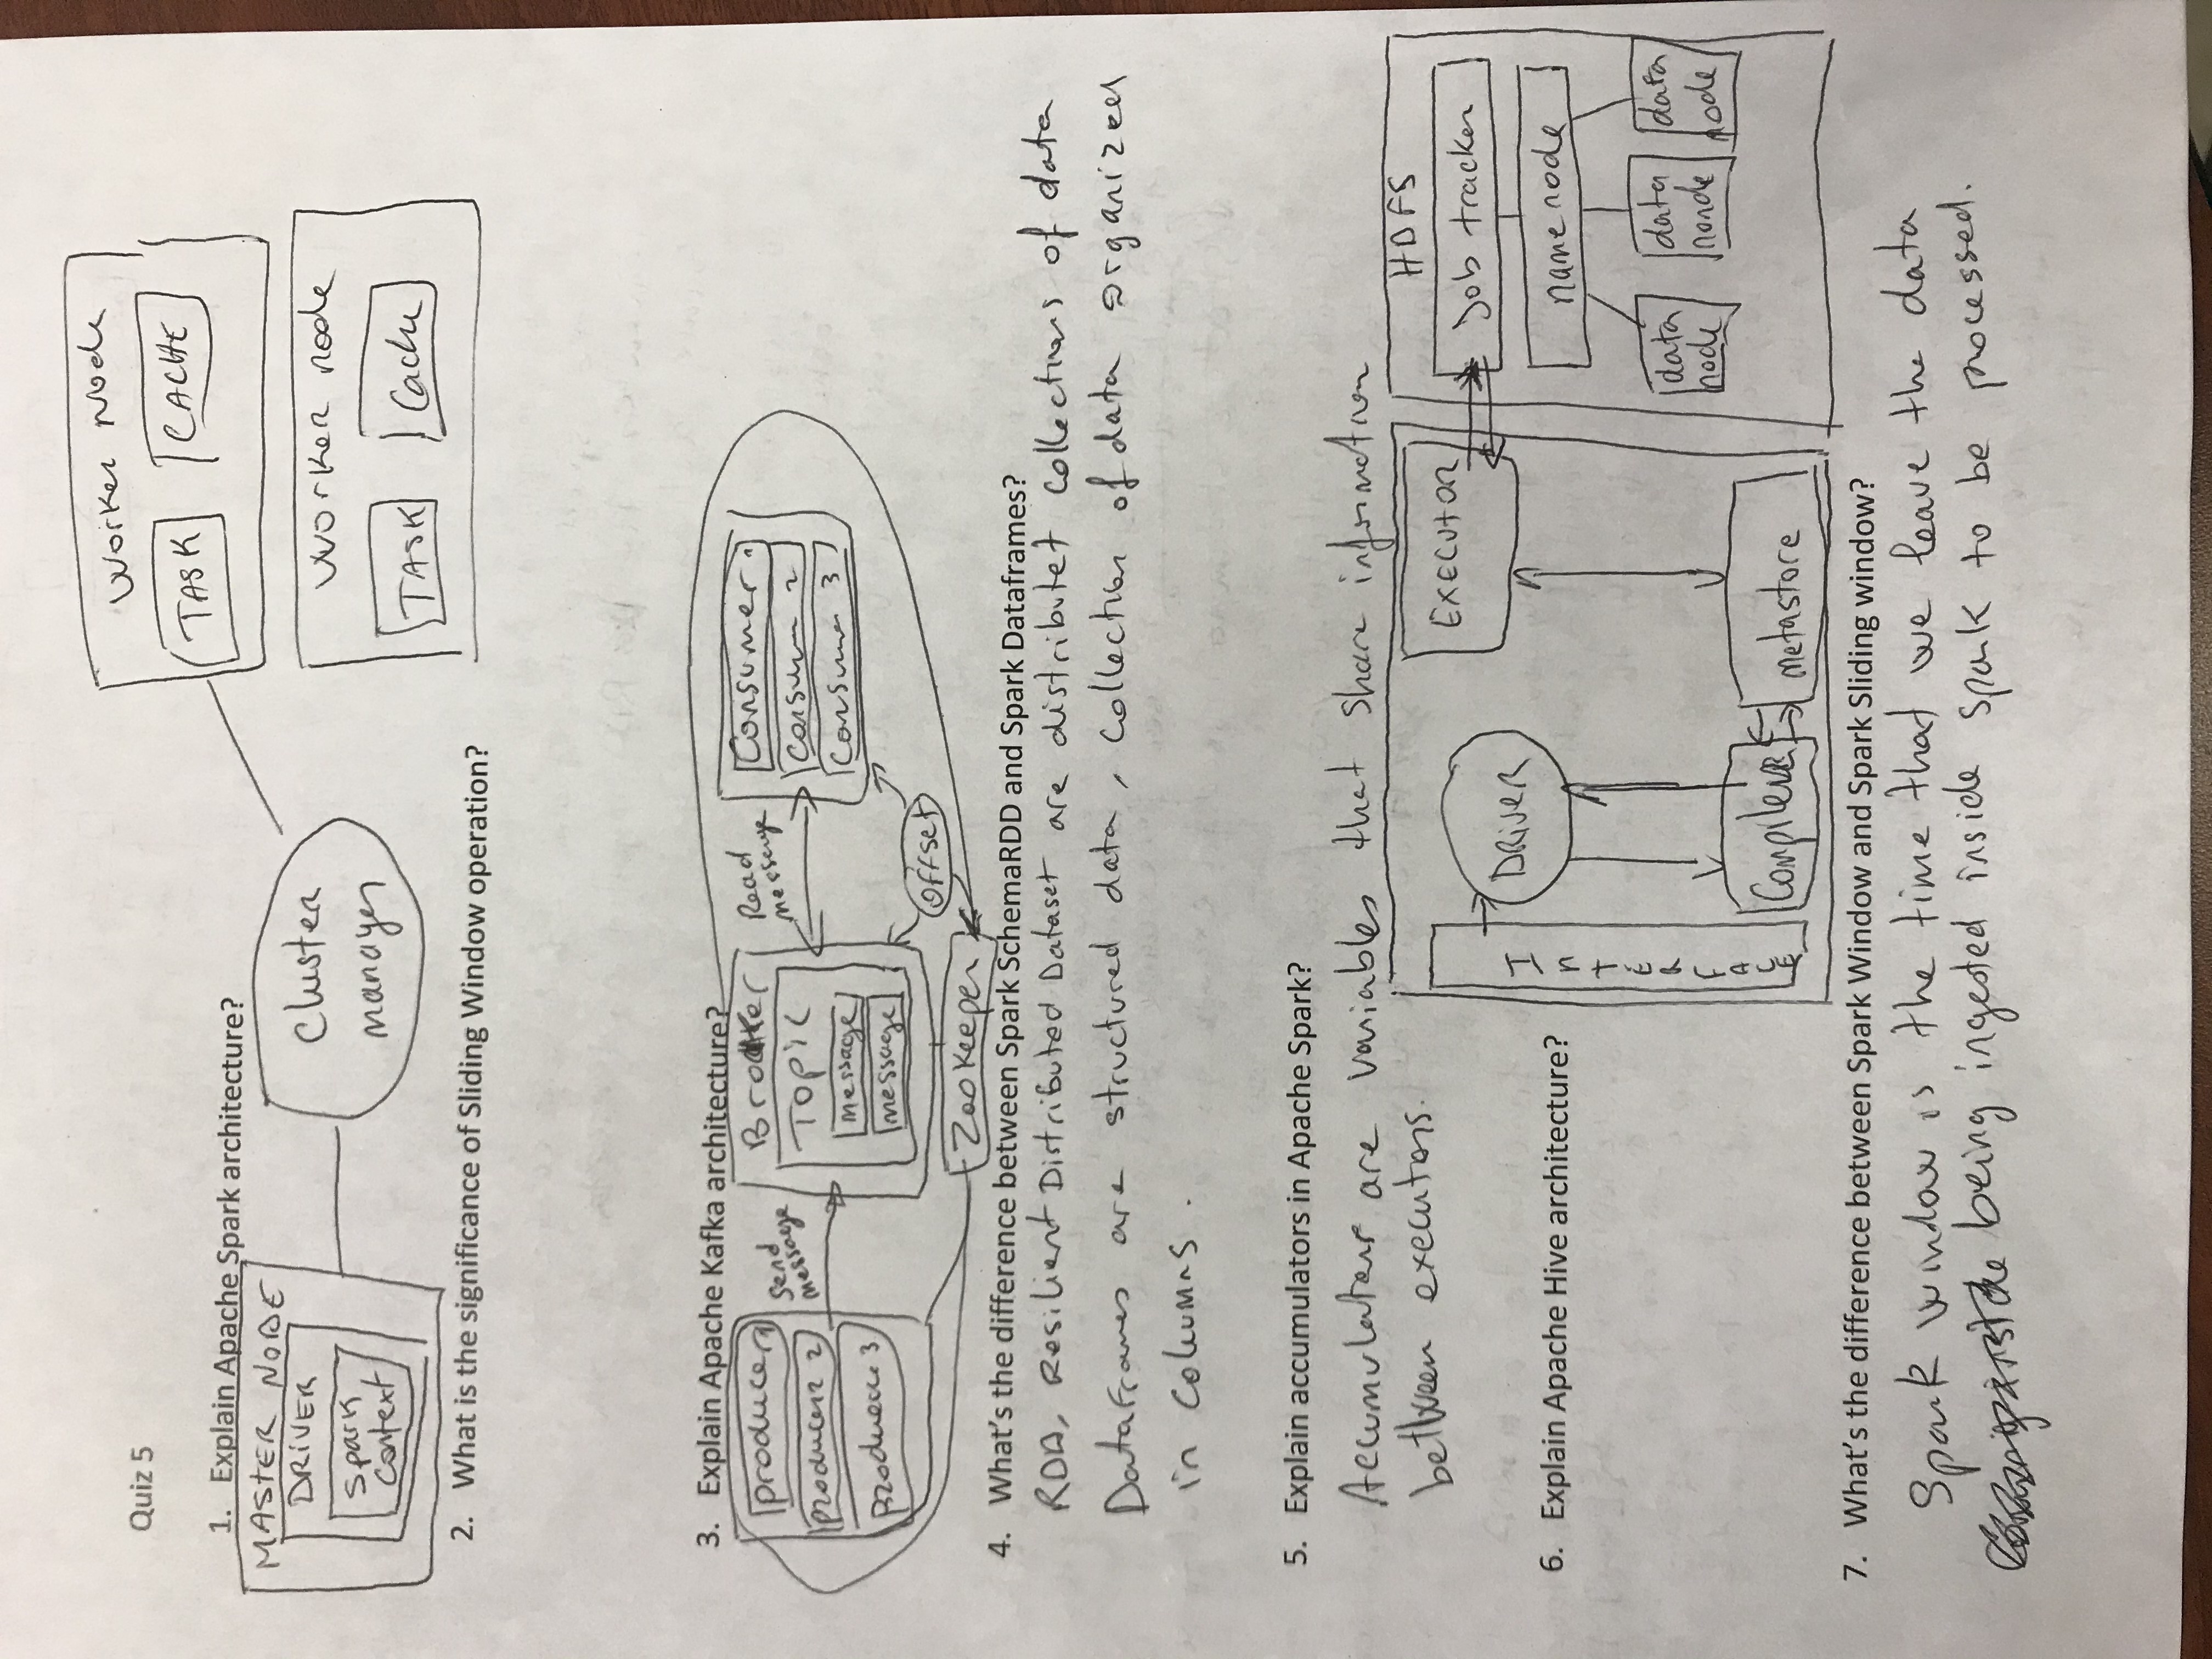 Quiz 5
1. Explain Apache Spark architecture?
MASTER NODE
DRIVER
Spark
Context
Cluster
manager
Worker Node
TASK
CACHE
Worker node
TASK
Cache
2. What is the significance of Sliding Window operation?
3. Explain Apache Kafka architecture?
producer 1
producer 2
producer 3
Send
message
Broker
Topic
message
message
Read
message
Consumer 1
Consumer 2
Consumer 3
offset
Zookeeper
4. What's the difference between Spark SchemaRDD and Spark Dataframes?
RDD, Resilient Distributed Dataset are distributet collections of data
Dataframes are structured data, collection of data organized
in columns.
5. Explain accumulators in Apache Spark?
Accumulators are variables that share information
between executors.
6. Explain Apache Hive architecture?
InTERFACE
DRIVER
EXECUTOR
Compiler
metastore
HDFS
Job tracker
name node
data
node
data
nonde
data
node
7. What's the difference between Spark Window and Spark Sliding window?
Spark window is the time that we leave the data
being ingested inside spark to be processed.